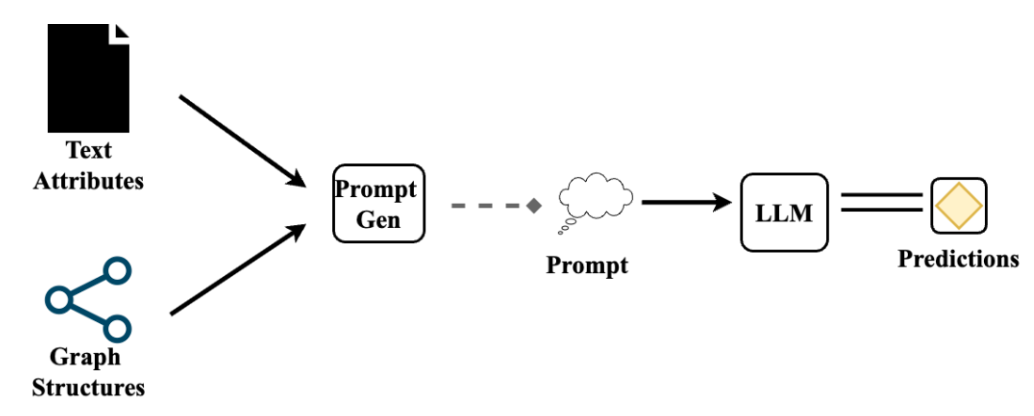 Text
Attributes
Prompt
Gen
Prompt
LLM
Predictions
Graph
Structures